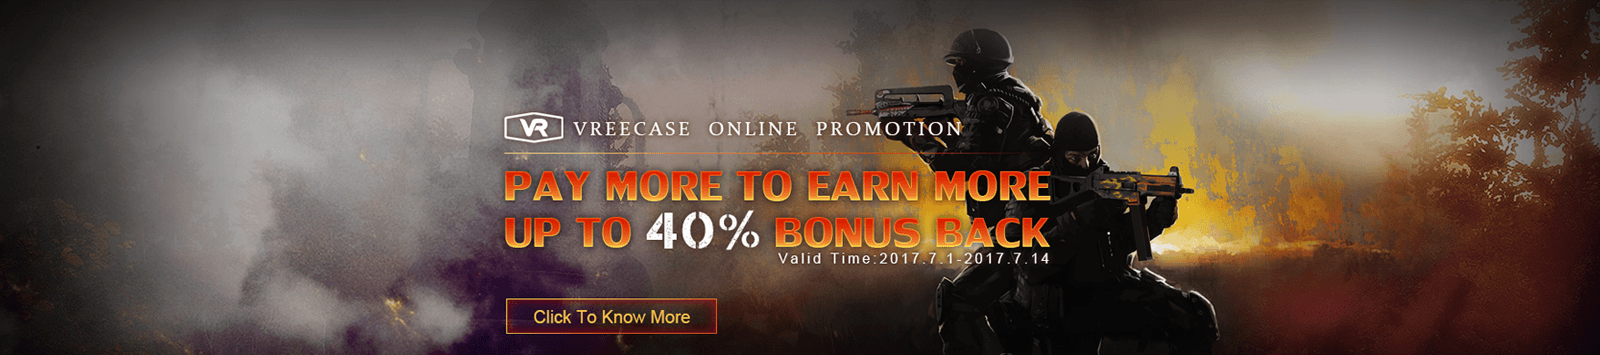 VR VREECASE ONLINE PROMOTION
PAY MORE TO EARN MORE
UP TO 40% BONUS BACK
Valid Time:2017.7.1-2017.7.14
Click To Know More